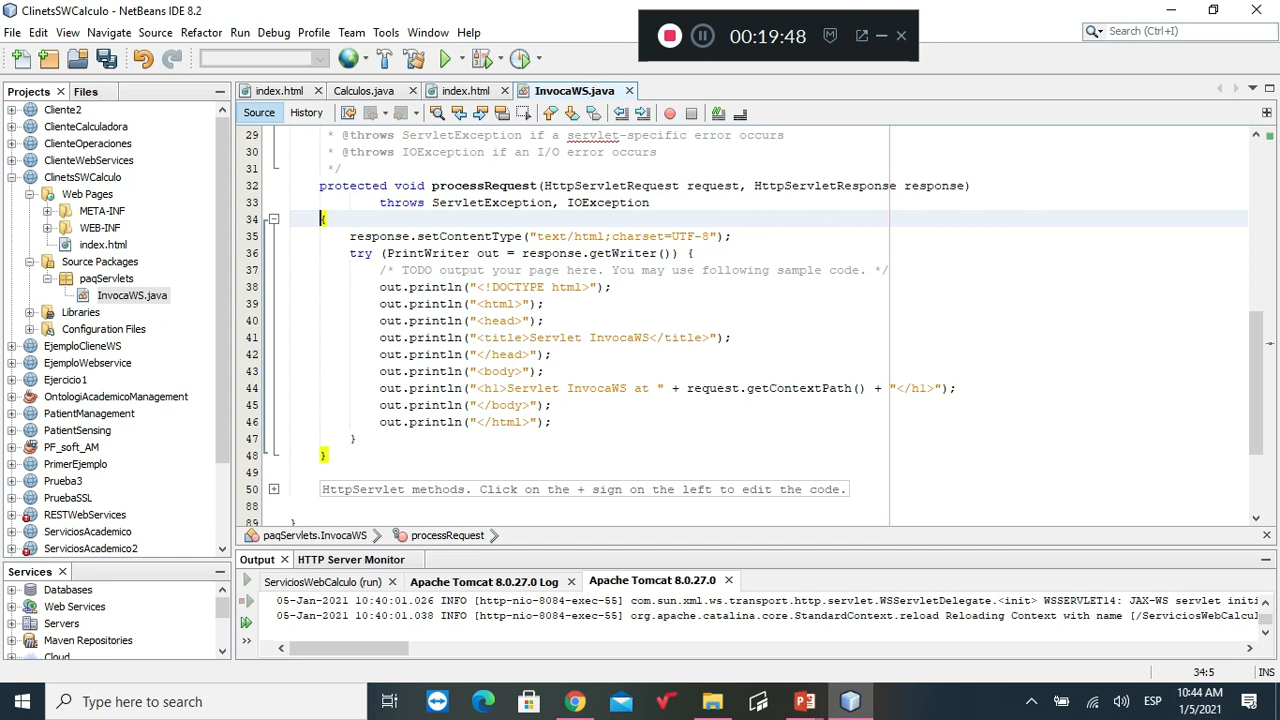 ClinetsSWCalculo - NetBeans IDE 8.2
00:19:48
File Edit View Navigate Source Refactor Run Debug Profile Team Tools Window Help
Search (Ctrl+I)
Projects Files
index.html Calculos.java index.html InvocaWS.java
Source History
Cliente2
ClienteCalculadora
ClienteOperaciones
ClienteWebServices
ClinetsSWCalculo
Web Pages
META-INF
WEB-INF
index.html
Source Packages
paqServlets
InvocaWS.java
Libraries
Configuration Files
EjemploClieneWS
EjemploWebservice
Ejercicio1
OntologiAcademicoManagement
PatientManagement
PatientSensing
PF_soft_AM
PrimerEjemplo
Prueba3
PruebaSSL
RESTWebServices
ServiciosAcademico
ServiciosAcademico2
29 * @throws ServletException if a servlet-specific error occurs
30 * @throws IOException if an I/O error occurs
31 */
32 protected void processRequest(HttpServletRequest request, HttpServletResponse response)
33 throws ServletException, IOException
34 {
35 response.setContentType("text/html;charset=UTF-8");
36 try (PrintWriter out = response.getWriter()) {
37 /* TODO output your page here. You may use following sample code. */
38 out.println("<!DOCTYPE html>");
39 out.println("<html>");
40 out.println("<head>");
41 out.println("<title>Servlet InvocaWS</title>");
42 out.println("</head>");
43 out.println("<body>");
44 out.println("<h1>Servlet InvocaWS at " + request.getContextPath() + "</h1>");
45 out.println("</body>");
46 out.println("</html>");
47 }
48 }
49
50 HttpServlet methods. Click on the + sign on the left to edit the code.
88
89 }
paqServlets.InvocaWS processRequest
Services
Databases
Web Services
Servers
Maven Repositories
Cloud
Output HTTP Server Monitor
ServiciosWebCalculo (run) Apache Tomcat 8.0.27.0 Log Apache Tomcat 8.0.27.0
05-Jan-2021 10:40:01.026 INFO [http-nio-8084-exec-55] com.sun.xml.ws.transport.http.servlet.WSServletDelegate.<init> WSSERVLET14: JAX-WS servlet initi
05-Jan-2021 10:40:01.038 INFO [http-nio-8084-exec-55] org.apache.catalina.core.StandardContext.reload Reloading Context with name [/ServiciosWebCalcul
34:5 INS
Type here to search
ESP
10:44 AM
1/5/2021